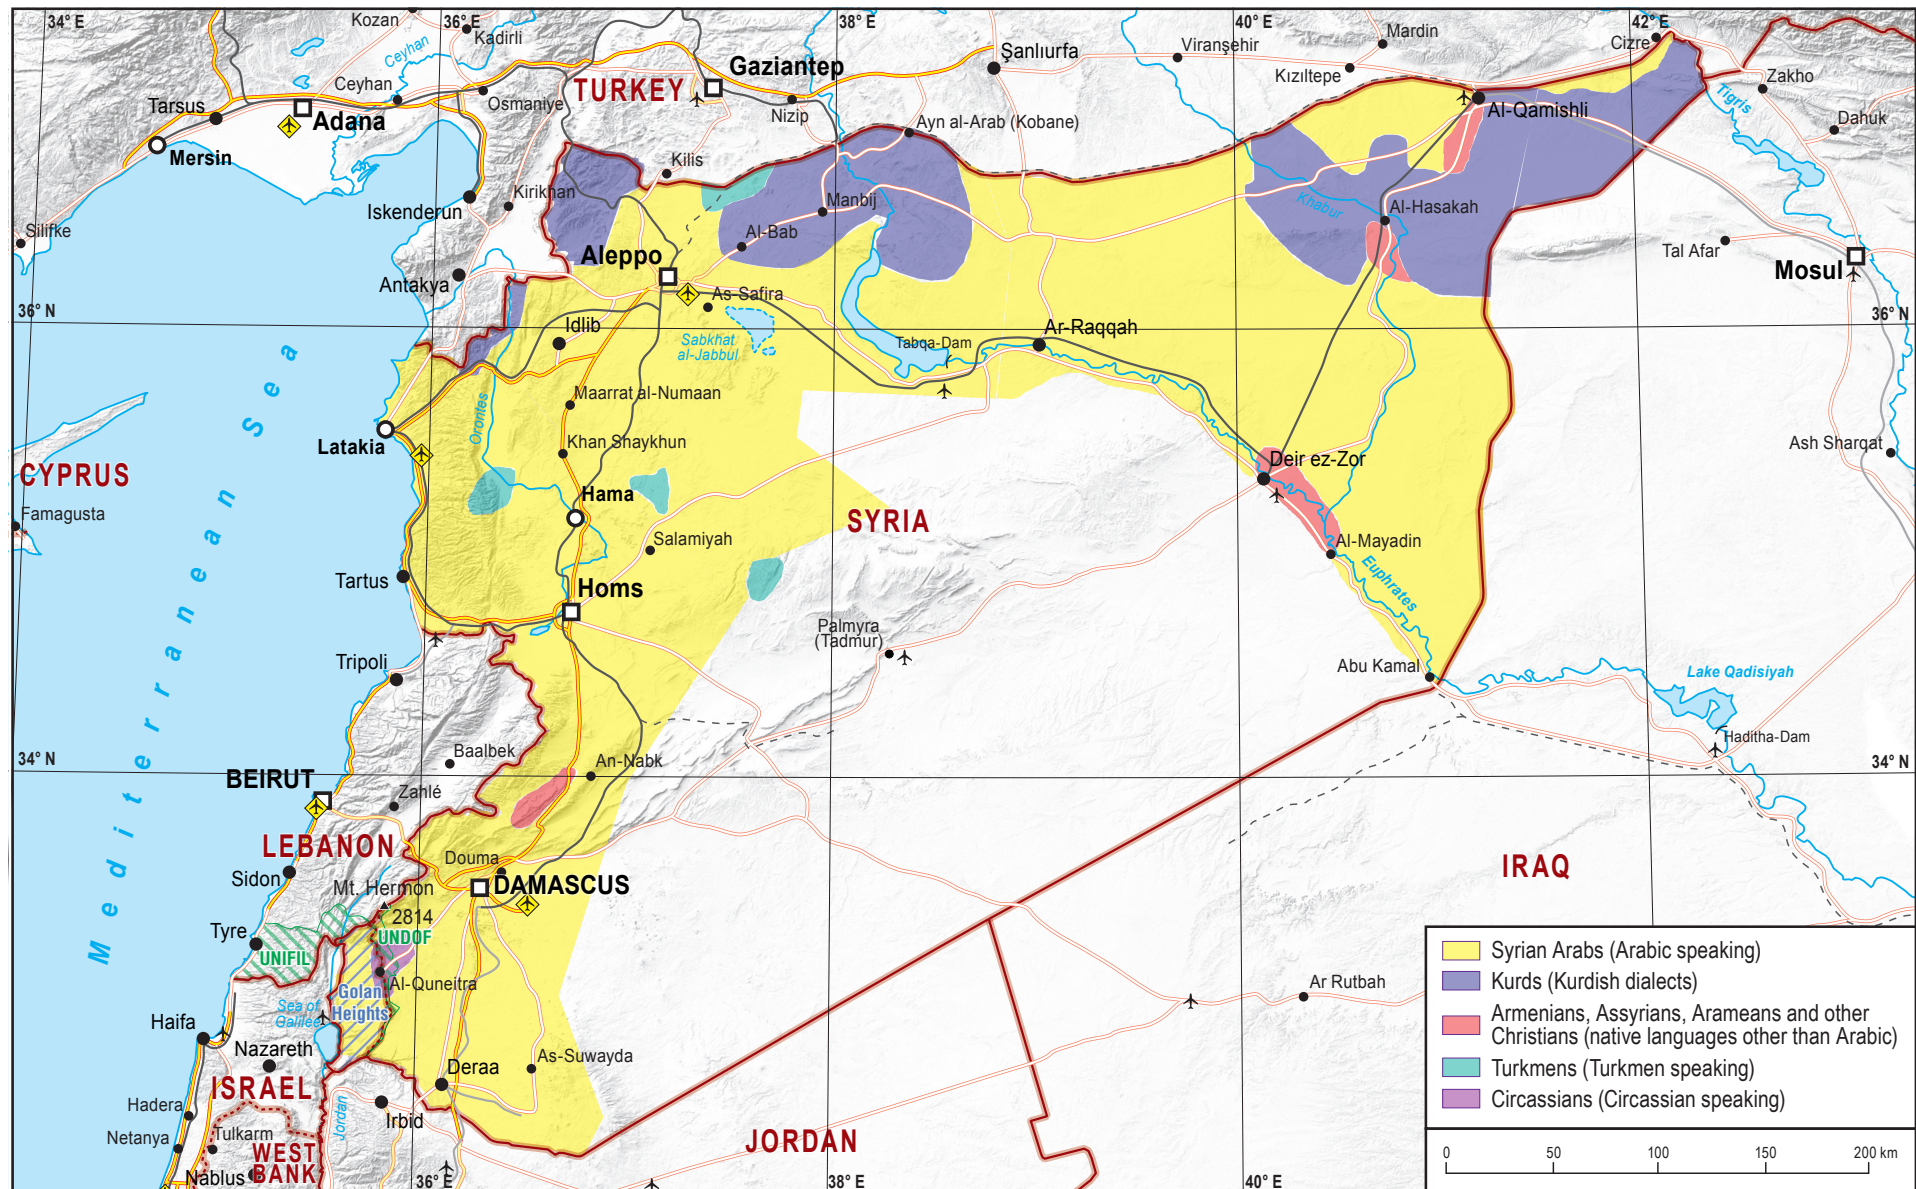 34° E
36° E
38° E
40° E
42° E
Kozan
Kadirli
Ceyhan
Ceyhan
Tarsus
Adana
Mersin
Osmaniye
TURKEY
Gaziantep
Nizip
Şanlıurfa
Viranşehir
Mardin
Kızıltepe
Cizre
Zakho
Tigris
Dahuk
Al-Qamishli
Ayn al-Arab (Kobane)
Kilis
Kirikhan
Iskenderun
Silifke
Antakya
Aleppo
Al-Bab
Manbij
Khabur
Al-Hasakah
Tal Afar
Mosul
36° N
36° N
As-Safira
Sabkhat
al-Jabbul
Idlib
Tabqa-Dam
Ar-Raqqah
Maarrat al-Numaan
Orontes
Khan Shaykhun
Latakia
Ash Sharqat
CYPRUS
Famagusta
Mediterranean Sea
Hama
Salamiyah
SYRIA
Deir ez-Zor
Al-Mayadin
Euphrates
Tartus
Homs
Palmyra
(Tadmur)
Abu Kamal
Lake Qadisiyah
Haditha-Dam
Tripoli
34° N
34° N
Baalbek
An-Nabk
BEIRUT
Zahlé
LEBANON
Sidon
Douma
DAMASCUS
Mt. Hermon
2814
UNDOF
Tyre
UNIFIL
Al-Quneitra
Golan
Heights
Sea of
Galilee
Haifa
Nazareth
ISRAEL
As-Suwayda
Deraa
Irbid
Jordan
Hadera
Netanya
Tulkarm
WEST
BANK
Nablus
JORDAN
IRAQ
Ar Rutbah
36° E
38° E
40° E
Syrian Arabs (Arabic speaking)
Kurds (Kurdish dialects)
Armenians, Assyrians, Arameans and other
Christians (native languages other than Arabic)
Turkmens (Turkmen speaking)
Circassians (Circassian speaking)
0 50 100 150 200 km